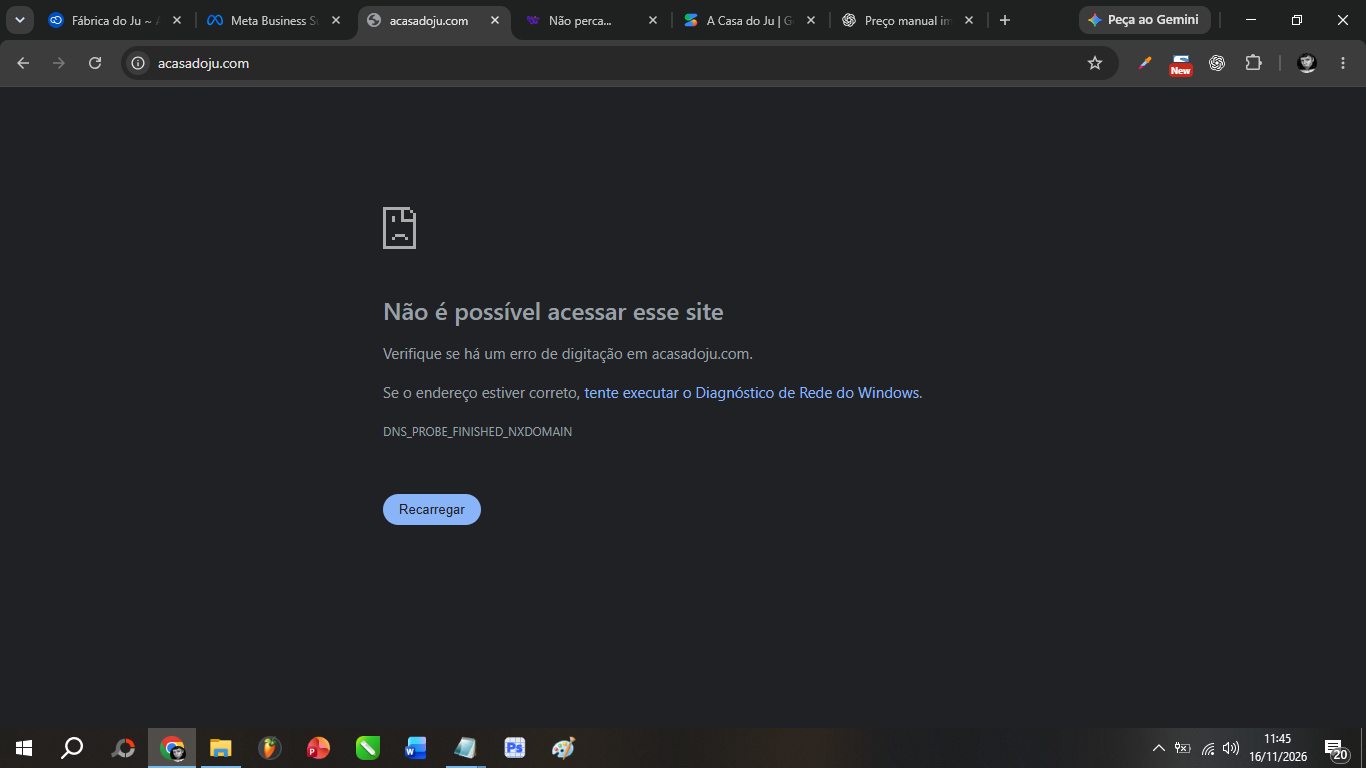 Fábrica do Ju ~
Meta Business Su
acasadoju.com
Não perca...
A Casa do Ju | G
Preço manual im
Peça ao Gemini
acasadoju.com
New
Não é possível acessar esse site
Verifique se há um erro de digitação em acasadoju.com.
Se o endereço estiver correto, tente executar o Diagnóstico de Rede do Windows.
DNS_PROBE_FINISHED_NXDOMAIN
Recarregar
P
W
Ps
11:45
16/11/2026
20